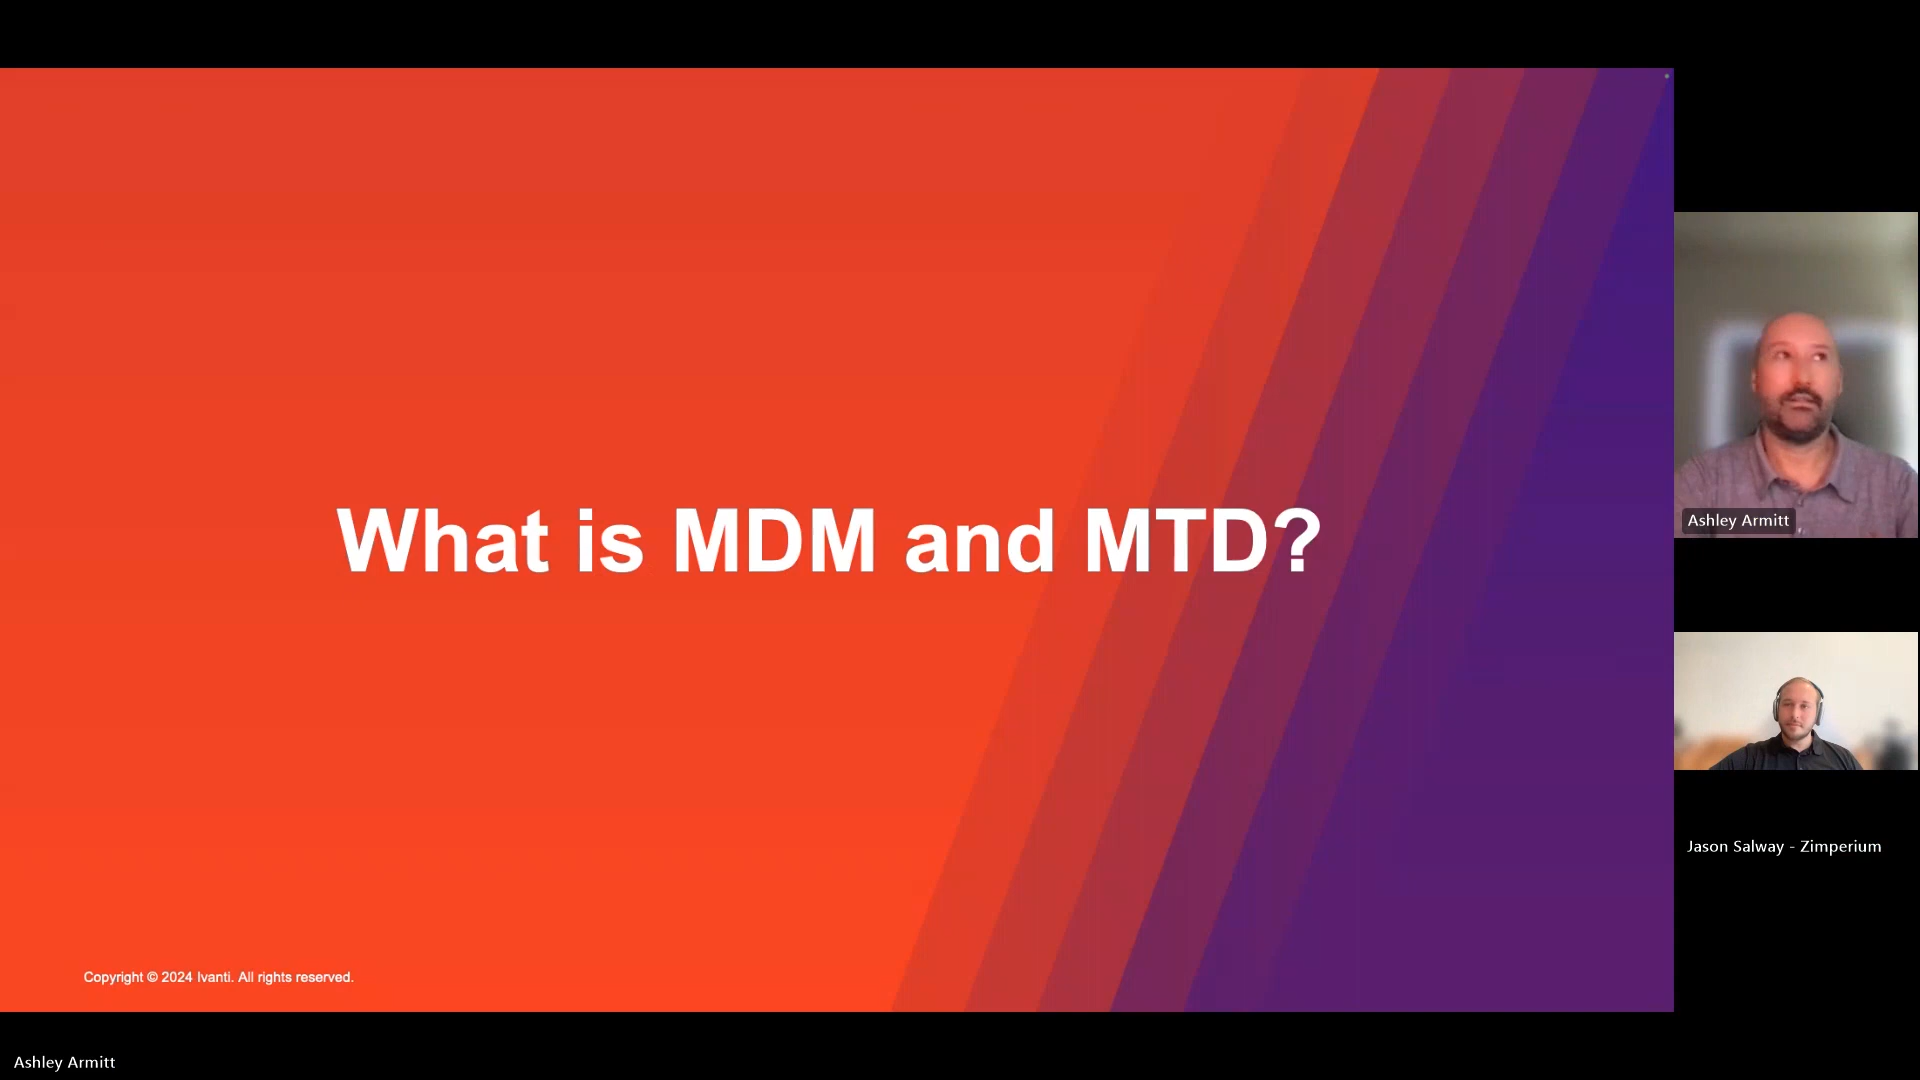 What is MDM and MTD?
Copyright © 2024 Ivanti. All rights reserved.
Ashley Armitt
Jason Salway - Zimperium
Ashley Armitt